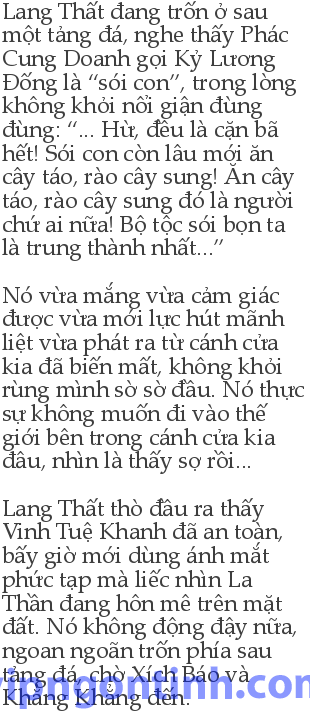 Lang Thất đang trốn ở sau
một tảng đá, nghe thấy Phác
Cung Doanh gọi Kỷ Lương
Đống là “sói con”, trong lòng
không khỏi nổi giận đùng
đùng: “... Hừ, đều là cặn bã
hết! Sói con còn lâu mới ăn
cây táo, rào cây sung! Ăn cây
táo, rào cây sung đó là người
chứ ai nữa! Bộ tộc sói bọn ta
là trung thành nhất...”
Nó vừa mắng vừa cảm giác
được vừa mới lực hút mãnh
liệt vừa phát ra từ cánh cửa
kia đã biến mất, không khỏi
rùng mình sờ sờ đầu. Nó thực
sự không muốn đi vào thế
giới bên trong cánh cửa kia
đâu, nhìn là thấy sợ rồi...
Lang Thất thò đầu ra thấy
Vinh Tuệ Khanh đã an toàn,
bấy giờ mới dùng ánh mắt
phức tạp mà liếc nhìn La
Thần đang hôn mê trên mặt
đất. Nó không động đậy nữa,
ngoan ngoãn trốn phía sau
tảng đá, chờ Xích Báo và
Khẳng Khẳng đến.
vipngontinh.com